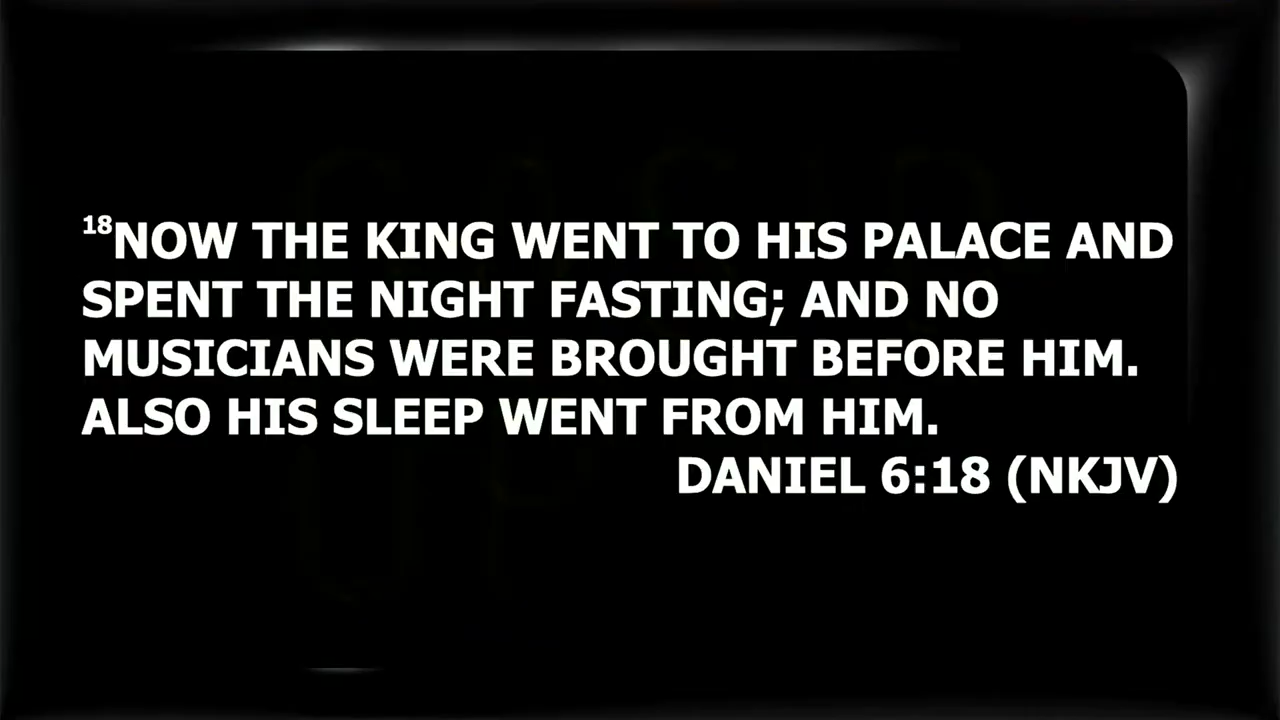 18NOW THE KING WENT TO HIS PALACE AND
SPENT THE NIGHT FASTING; AND NO
MUSICIANS WERE BROUGHT BEFORE HIM.
ALSO HIS SLEEP WENT FROM HIM.
DANIEL 6:18 (NKJV)